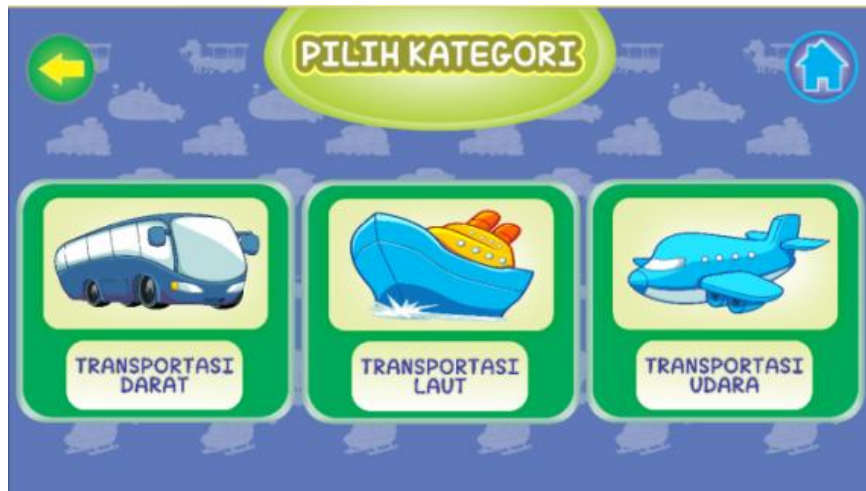 PILIH KATEGORI
TRANSPORTASI
DARAT
TRANSPORTASI
LAUT
TRANSPORTASI
UDARA